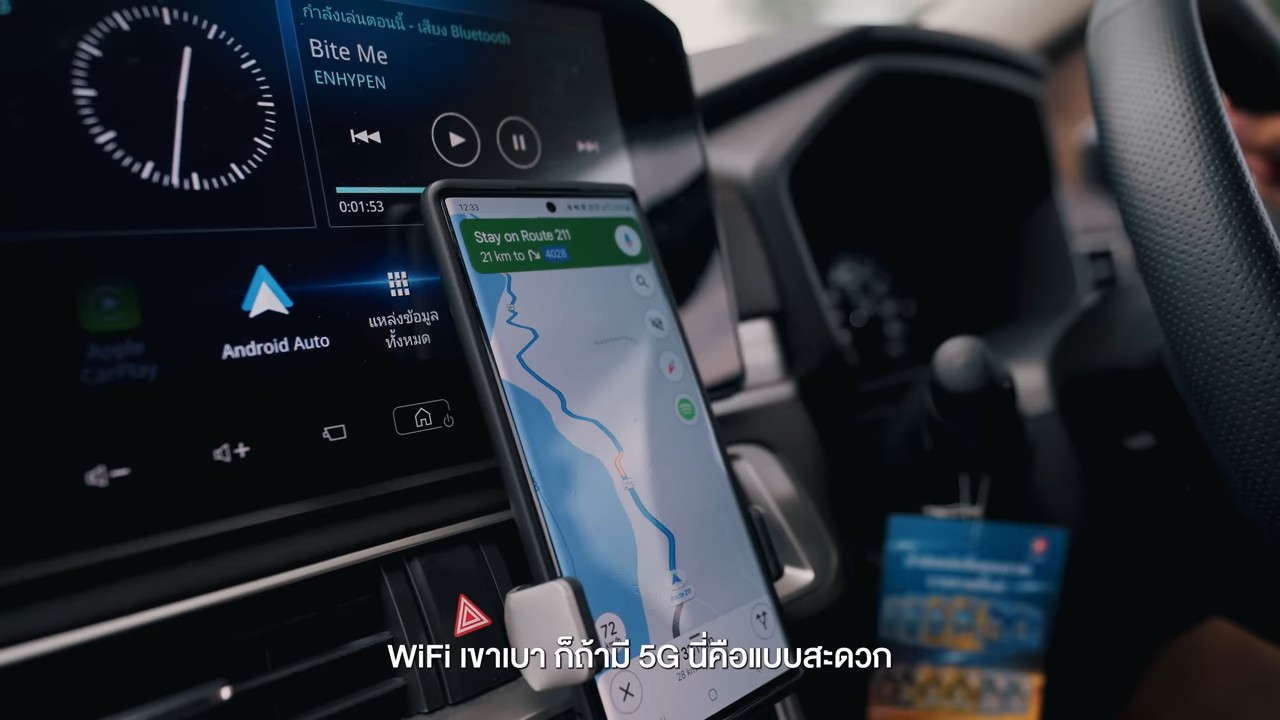 กำลังเล่นตอนนี้ - เสียง Bluetooth
Bite Me
ENHYPEN
0:01:53
12:33
Stay on Route 211
21 km to 4028
Apple
CarPlay
Android Auto
แหล่งข้อมูล
ทั้งหมด
72
WiFi เขาเบา ก็ถ้ามี 5G นี่คือแบบสะดวก